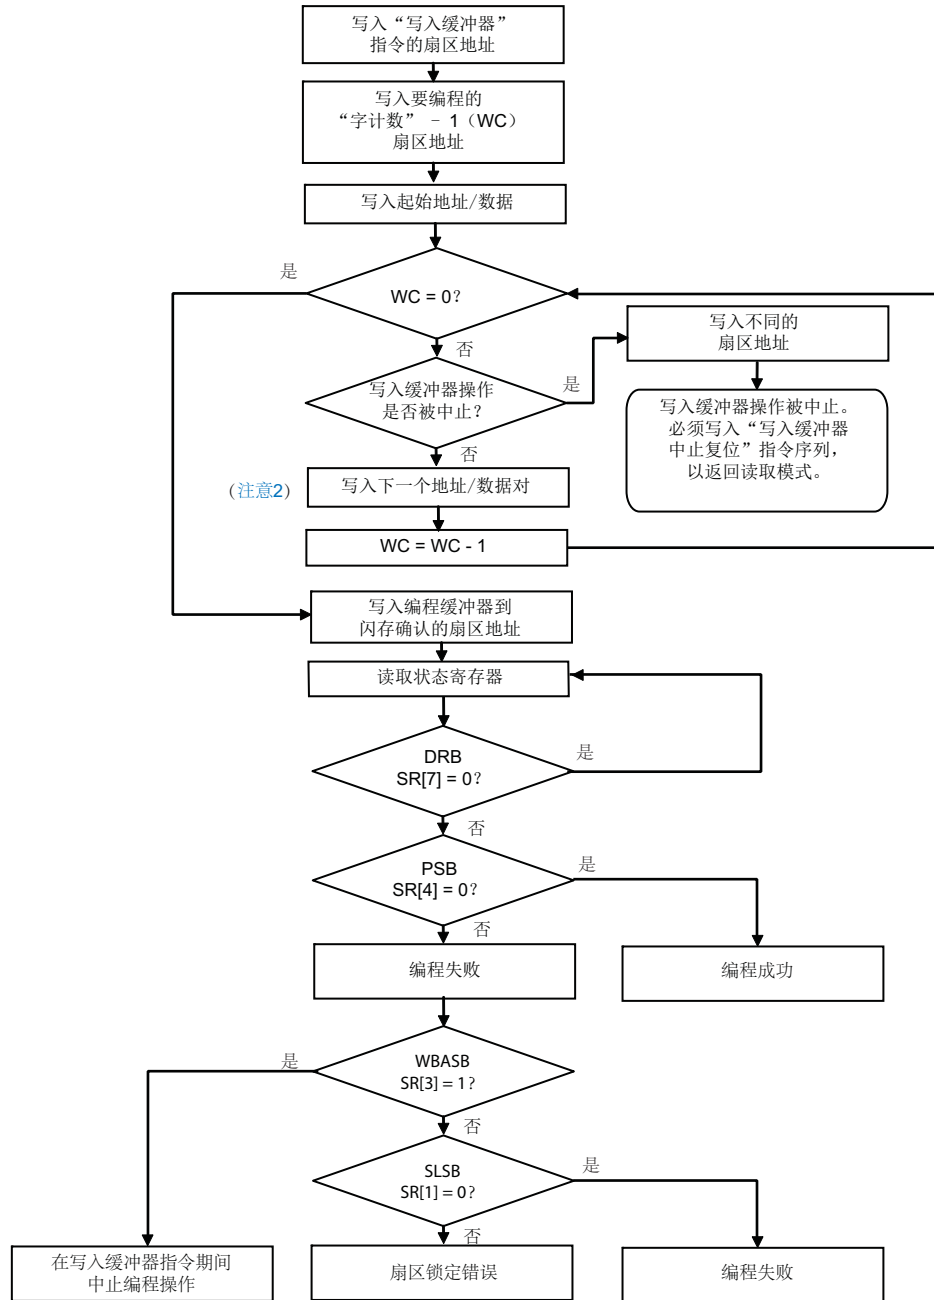 写入“写入缓冲器”
指令的扇区地址
写入要编程的
“字计数” - 1（WC）
扇区地址
写入起始地址/数据
是
WC = 0？
否
写入不同的
扇区地址
写入缓冲器操作
是否被中止？
是
写入缓冲器操作被中止。
必须写入“写入缓冲器
中止复位”指令序列，
以返回读取模式。
否
（注意2）
写入下一个地址/数据对
WC = WC - 1
写入编程缓冲器到
闪存确认的扇区地址
读取状态寄存器
DRB
SR[7] = 0？
是
否
PSB
SR[4] = 0？
是
否
编程失败
编程成功
是
WBASB
SR[3] = 1？
否
SLSB
SR[1] = 0？
是
否
在写入缓冲器指令期间
中止编程操作
扇区锁定错误
编程失败